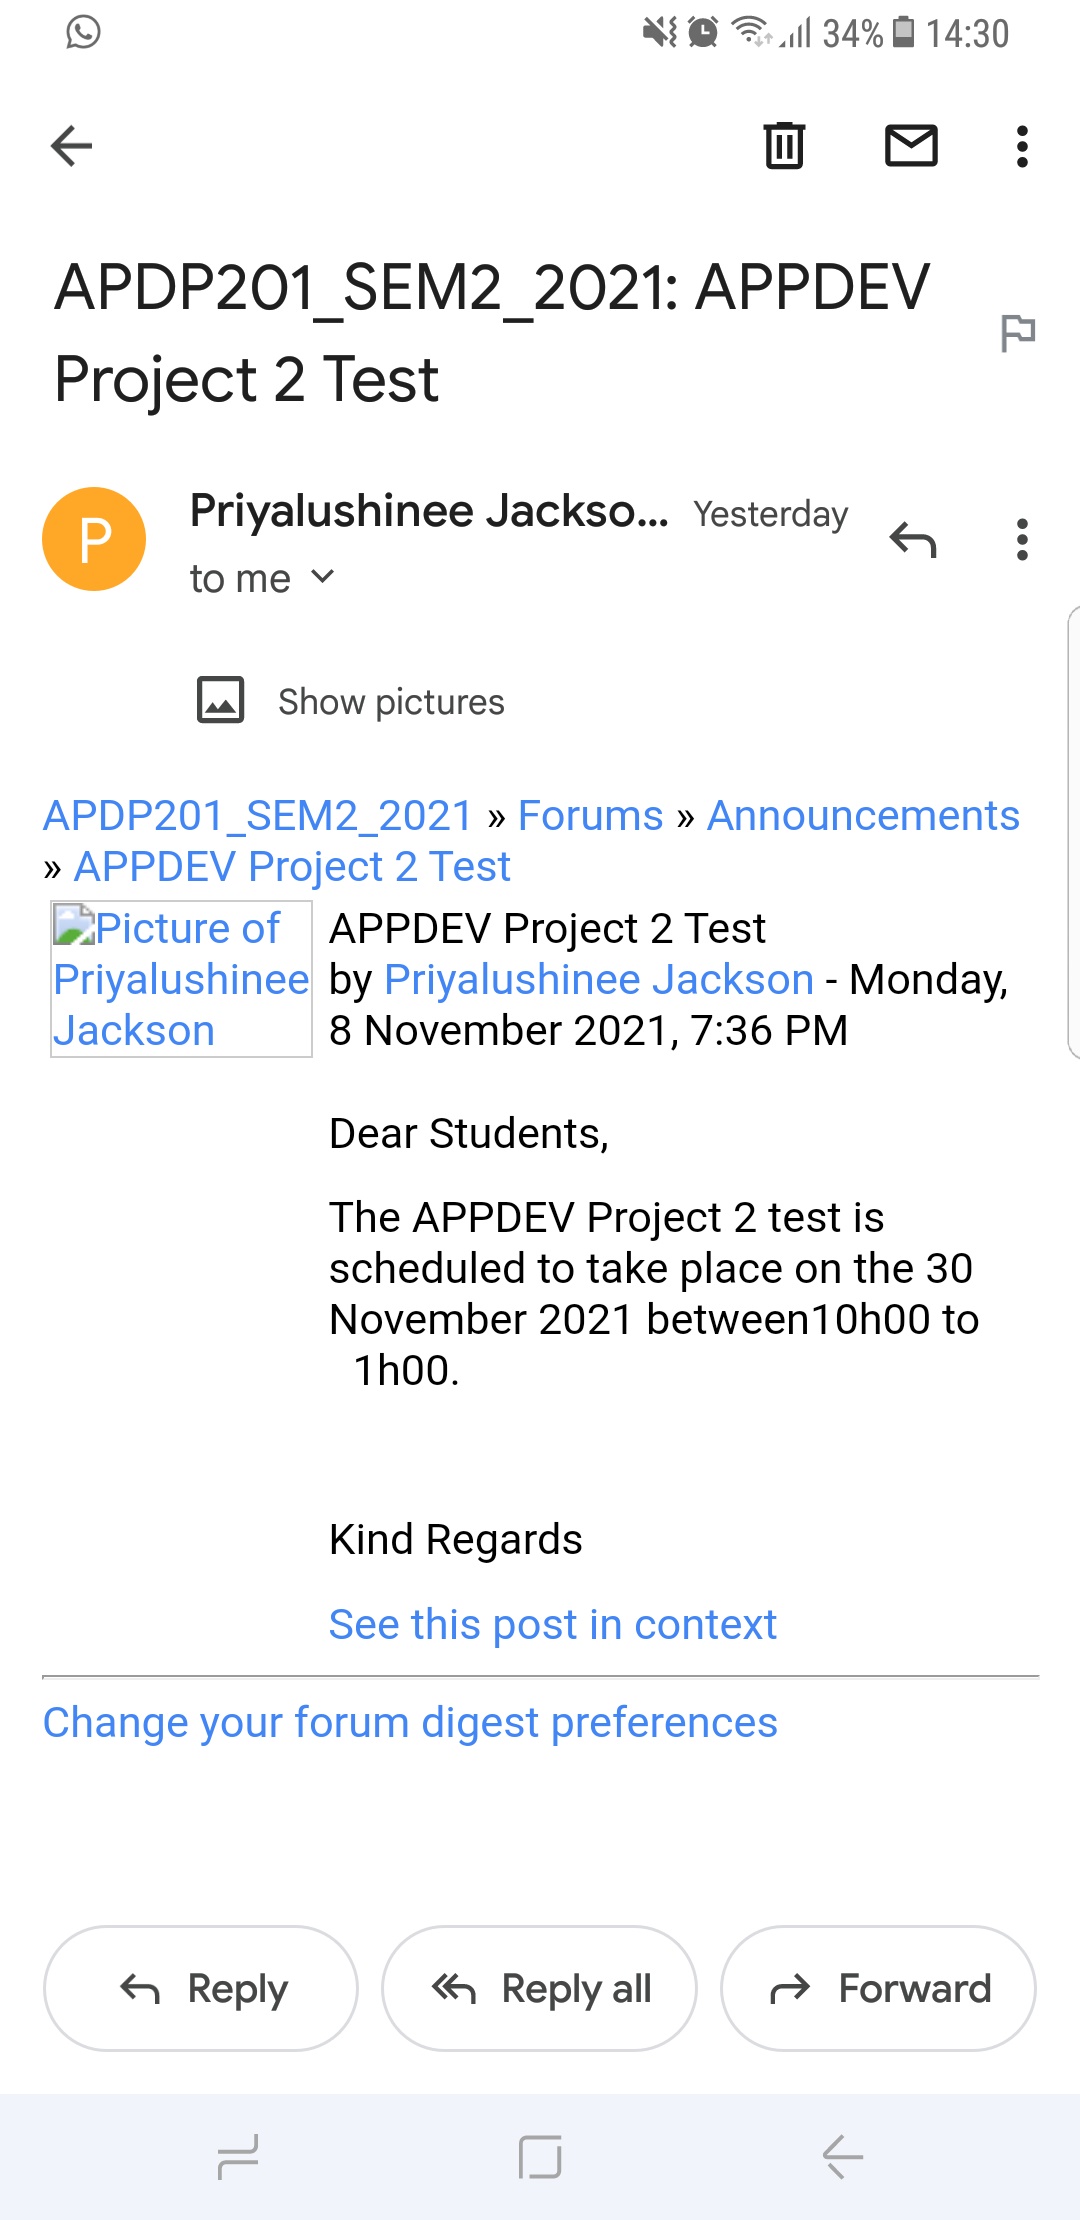 34% 14:30
APDP201_SEM2_2021: APPDEV
Project 2 Test
P
Priyalushinee Jackso... Yesterday
to me
Show pictures
APDP201_SEM2_2021 » Forums » Announcements
» APPDEV Project 2 Test
Picture of
Priyalushinee
Jackson
APPDEV Project 2 Test
by Priyalushinee Jackson - Monday,
8 November 2021, 7:36 PM
Dear Students,
The APPDEV Project 2 test is
scheduled to take place on the 30
November 2021 between10h00 to
1h00.
Kind Regards
See this post in context
Change your forum digest preferences
Reply Reply all Forward